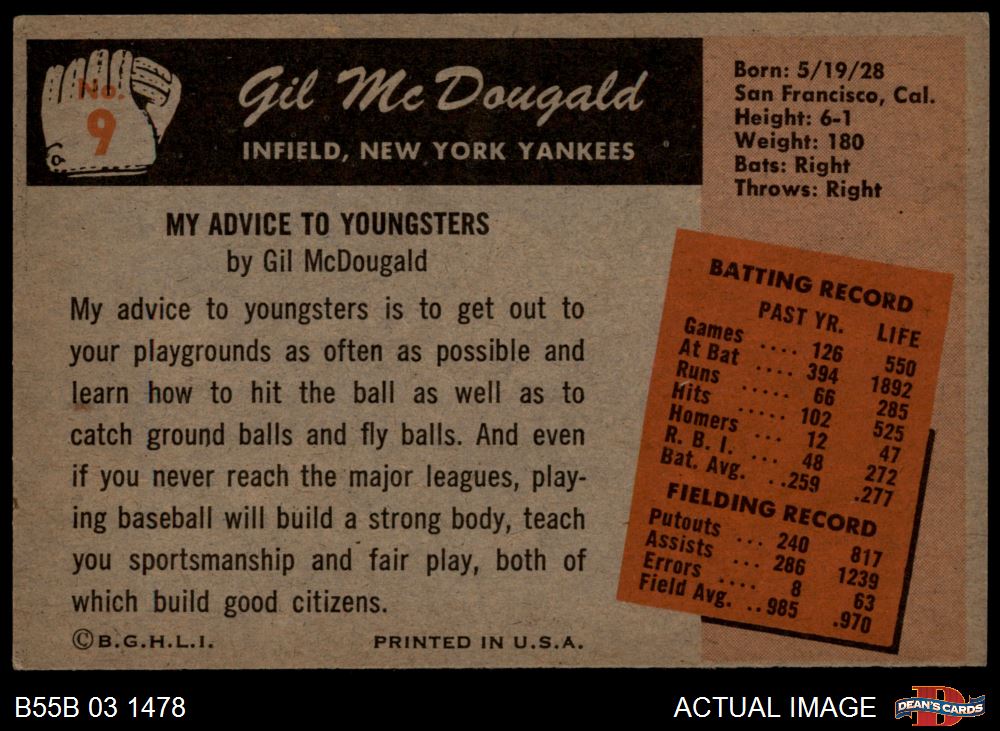 No.
9
Gil McDougald
INFIELD, NEW YORK YANKEES
Born: 5/19/28
San Francisco, Cal.
Height: 6-1
Weight: 180
Bats: Right
Throws: Right
MY ADVICE TO YOUNGSTERS
by Gil McDougald
My advice to youngsters is to get out to
your playgrounds as often as possible and
learn how to hit the ball as well as to
catch ground balls and fly balls. And even
if you never reach the major leagues, play-
ing baseball will build a strong body, teach
you sportsmanship and fair play, both of
which build good citizens.
©B.G.H.L.I. PRINTED IN U.S.A.
BATTING RECORD
PAST YR. LIFE
Games .... 126 550
At Bat .... 394 1892
Runs ..... 66 285
Hits ..... 102 525
Homers ... 12 47
R. B. I. ... 48 272
Bat. Avg. ..259 .277
FIELDING RECORD
Putouts ... 240 817
Assists ... 286 1239
Errors .... 8 63
Field Avg. ..985 .970
B55B 03 1478 ACTUAL IMAGE
DEAN'S CARDS